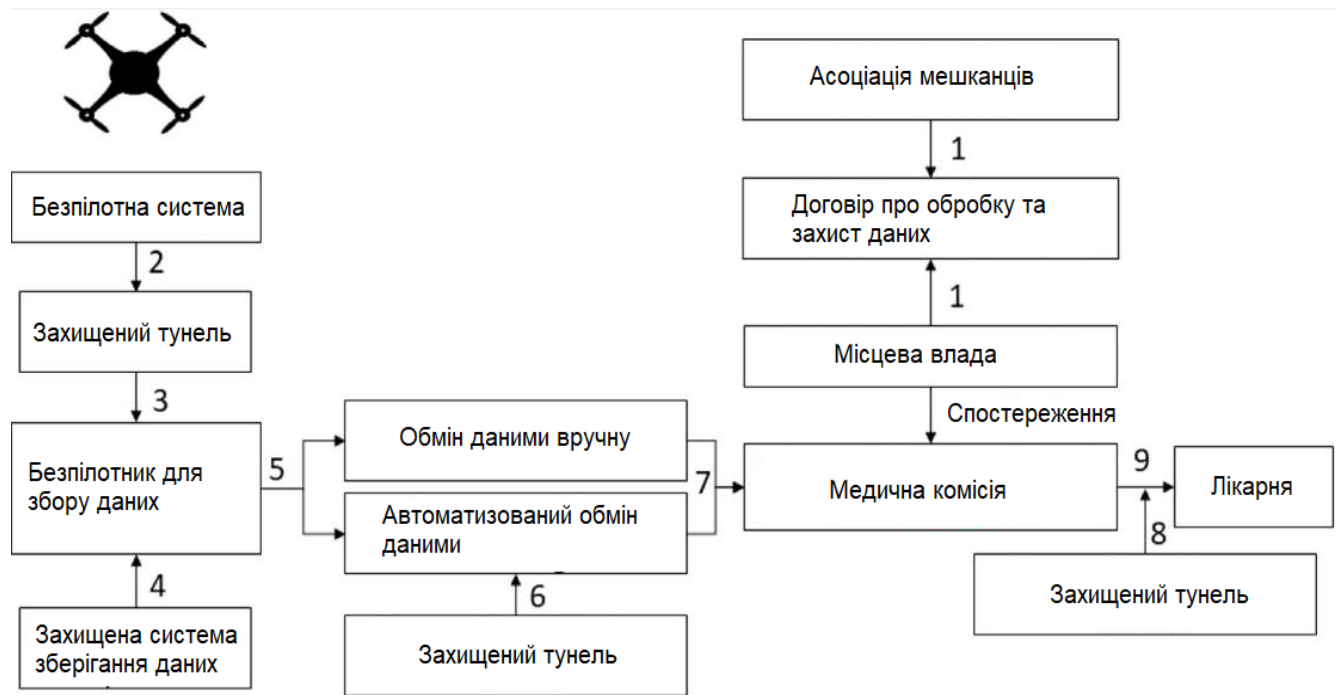 Асоціація мешканців
1
Безпілотна система
Договір про обробку та
захист даних
2
1
Захищений тунель
Місцева влада
3
Спостереження
Обмін даними вручну
Безпілотник для
збору даних
5
7
Медична комісія
9
Лікарня
Автоматизований обмін
даними
8
4
6
Захищений тунель
Захищена система
зберігання даних
Захищений тунель